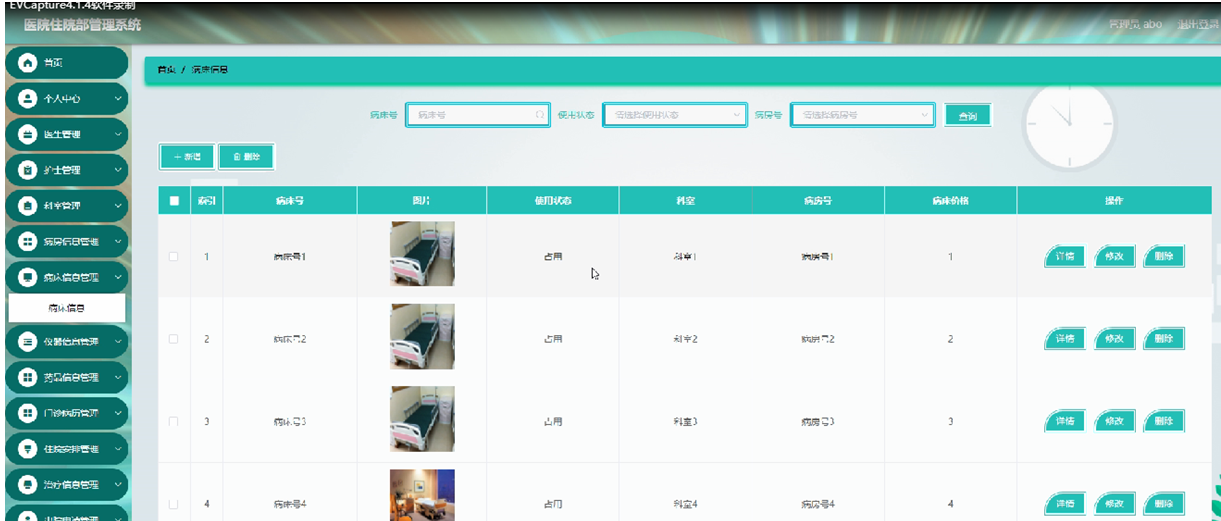 EVCapture4.1.4软件录制
医院住院部管理系统
管理员 abo 退出登录
首页
个人中心
医生管理
护士管理
科室管理
病房信息管理
病床信息管理
病床信息
仪器信息管理
药品信息管理
门诊病历管理
住院安排管理
治疗信息管理
首页 / 病床信息
病床号 病床号 使用状态 请选择使用状态 病房号 请选择病房号 查询
+ 新增 删除
索引 病床号 图片 使用状态 科室 病房号 病床价格 操作
1 病床号1 占用 科室1 病房号1 1 详情 修改 删除
2 病床号2 占用 科室2 病房号2 2 详情 修改 删除
3 病床号3 占用 科室3 病房号3 3 详情 修改 删除
4 病床号4 占用 科室4 病房号4 4 详情 修改 删除